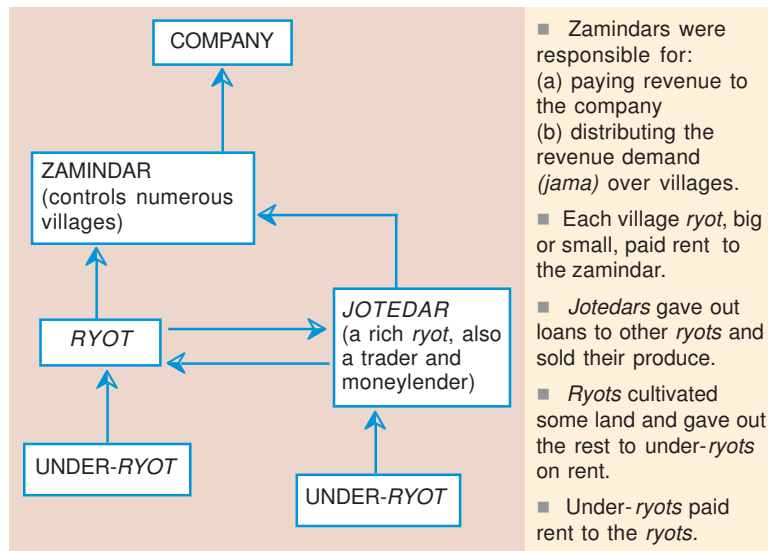 COMPANY
ZAMINDAR
(controls numerous
villages)
RYOT
JOTEDAR
(a rich ryot, also
a trader and
moneylender)
UNDER-RYOT
UNDER-RYOT
■ Zamindars were
responsible for:
(a) paying revenue to
the company
(b) distributing the
revenue demand
(jama) over villages.
■ Each village ryot, big
or small, paid rent to
the zamindar.
■ Jotedars gave out
loans to other ryots and
sold their produce.
■ Ryots cultivated
some land and gave out
the rest to under-ryots
on rent.
■ Under-ryots paid
rent to the ryots.